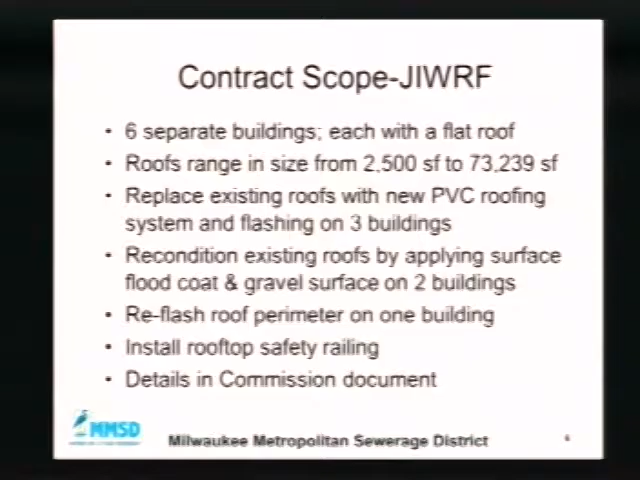 Contract Scope-JIWRF
• 6 separate buildings; each with a flat roof
• Roofs range in size from 2,500 sf to 73,239 sf
• Replace existing roofs with new PVC roofing
system and flashing on 3 buildings
• Recondition existing roofs by applying surface
flood coat & gravel surface on 2 buildings
• Re-flash roof perimeter on one building
• Install rooftop safety railing
• Details in Commission document
MMSD
Milwaukee Metropolitan Sewerage District